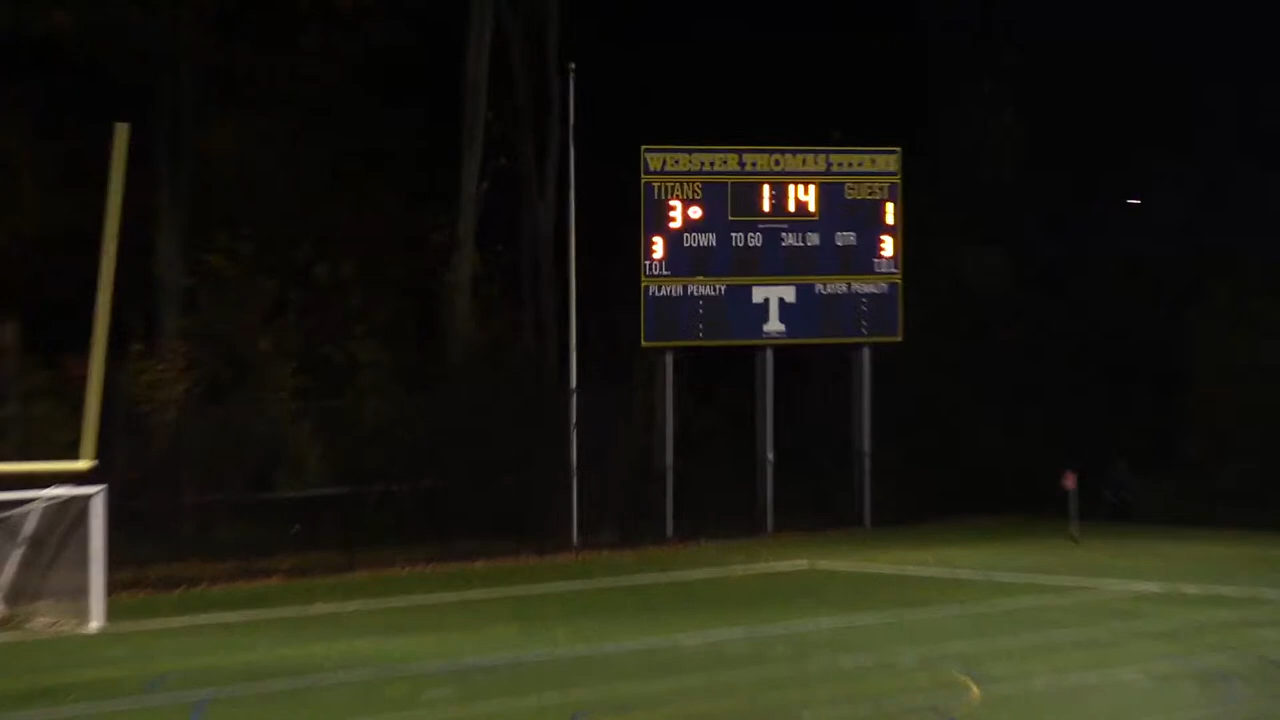 WEBSTER THOMAS TITANS
TITANS 1:14 GUEST
3 1
DOWN TO GO BALL ON QTR
3 3
T.O.L. T.O.L.
PLAYER PENALTY PLAYER PENALTY
T